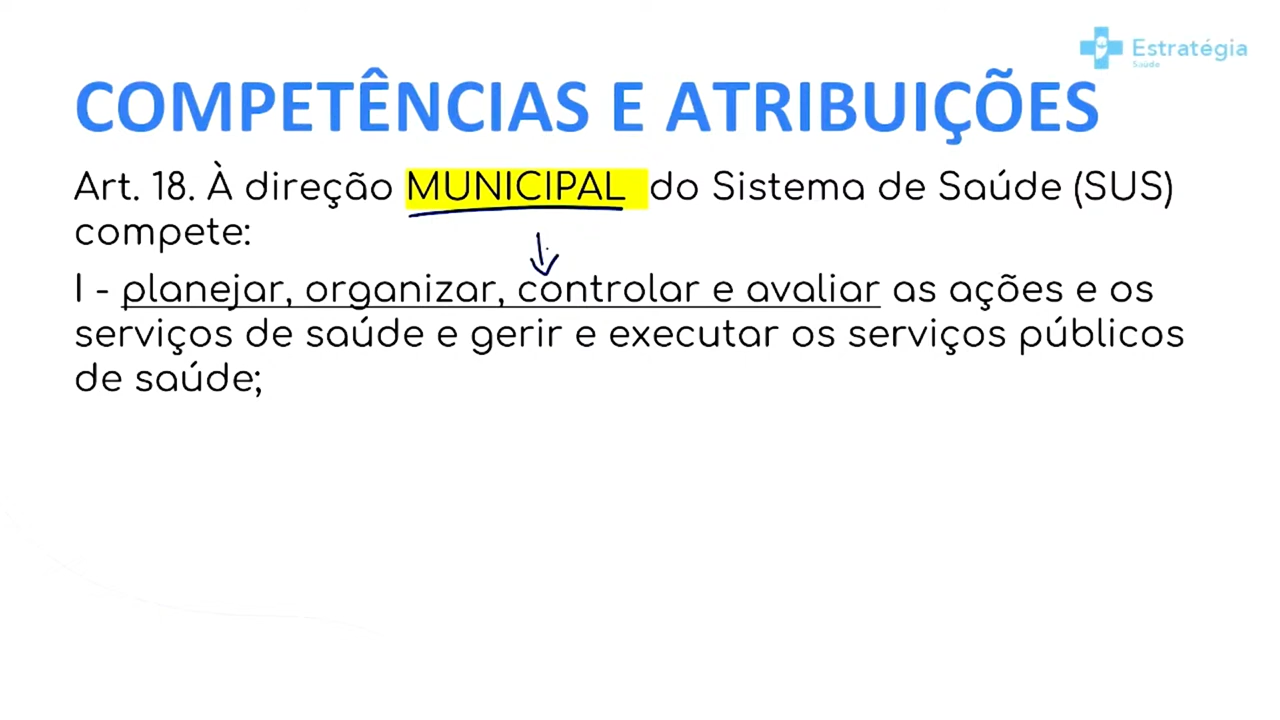 Estratégia
Saúde
COMPETÊNCIAS E ATRIBUIÇÕES
Art. 18. À direção MUNICIPAL do Sistema de Saúde (SUS)
compete:
I - planejar, organizar, controlar e avaliar as ações e os
serviços de saúde e gerir e executar os serviços públicos
de saúde;